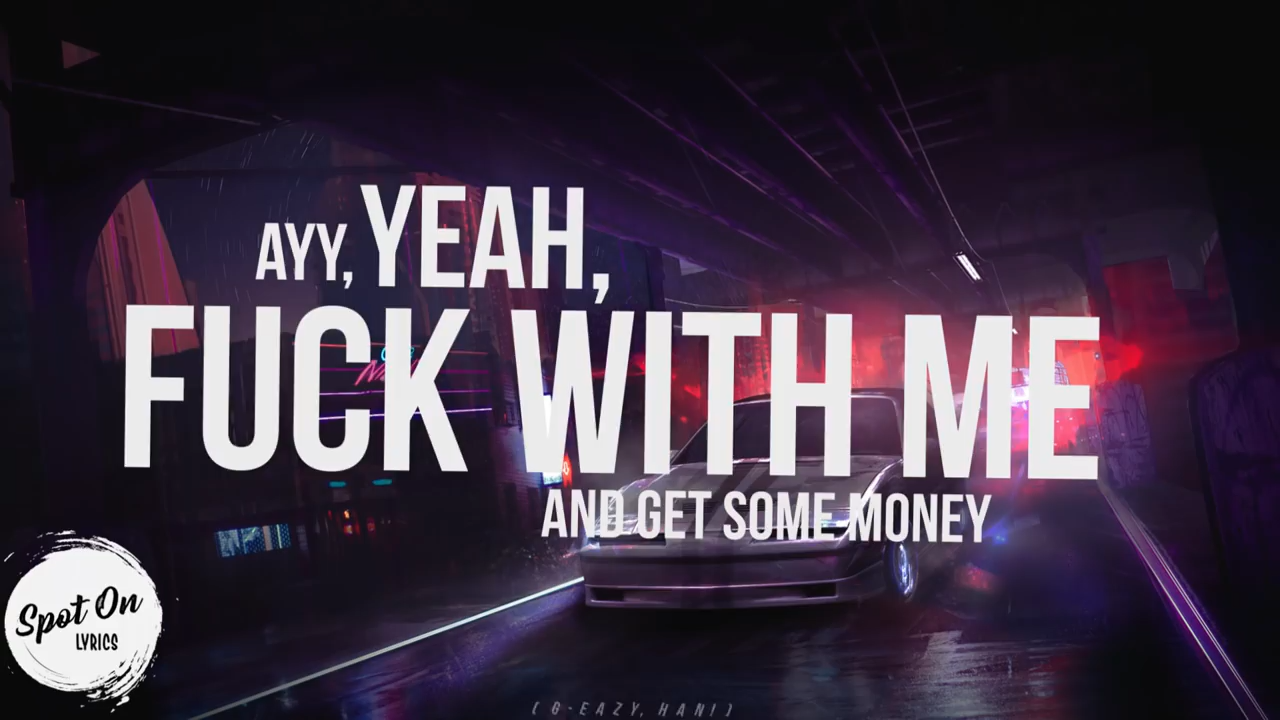 AYY, YEAH,
FUCK WITH ME
AND GET SOME MONEY
Spot On
LYRICS
[ G-EAZY, HANI ]